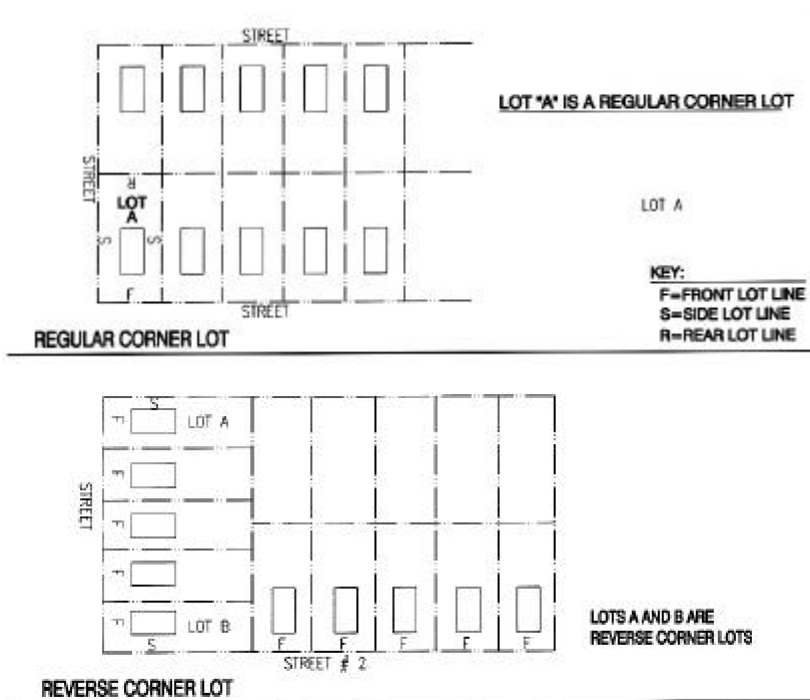 STREET
LOT "A" IS A REGULAR CORNER LOT
STREET
R
LOT
A
S
S
F
STREET
LOT A
KEY:
F=FRONT LOT LINE
S=SIDE LOT LINE
R=REAR LOT LINE
REGULAR CORNER LOT
S
F
LOT A
F
STREET
F
F
F
LOT B
S
F
F
F
F
F
STREET # 2
LOTS A AND B ARE
REVERSE CORNER LOTS
REVERSE CORNER LOT